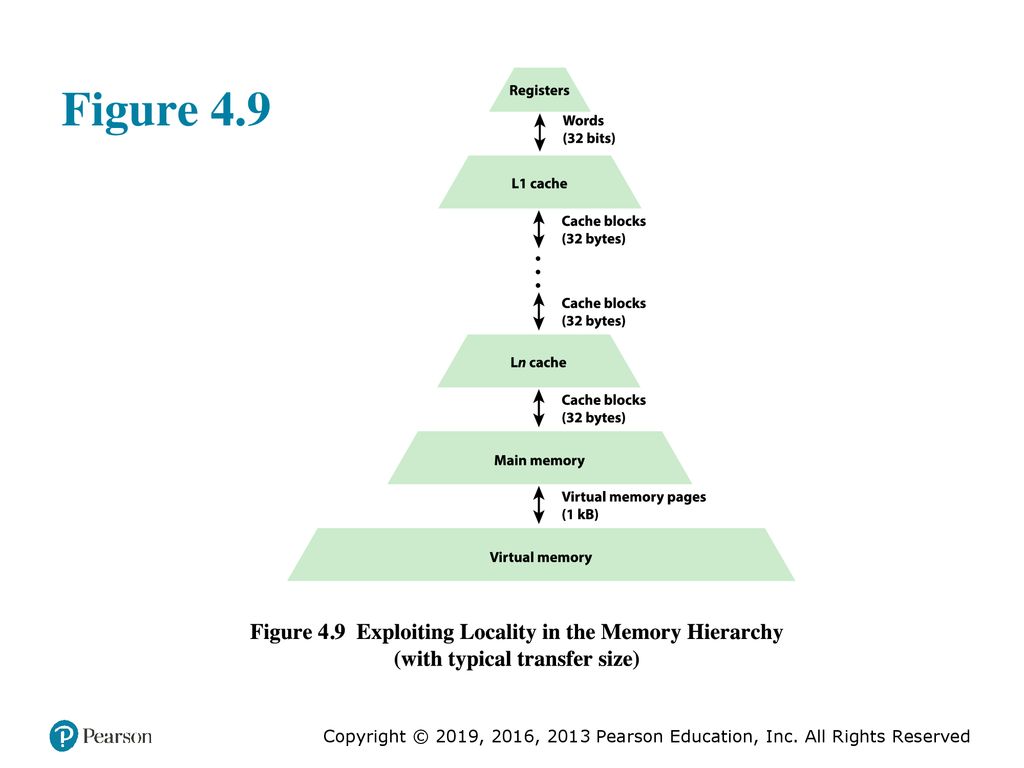 Figure 4.9
Registers
Words
(32 bits)
L1 cache
Cache blocks
(32 bytes)
Cache blocks
(32 bytes)
Ln cache
Cache blocks
(32 bytes)
Main memory
Virtual memory pages
(1 kB)
Virtual memory
Figure 4.9 Exploiting Locality in the Memory Hierarchy
(with typical transfer size)
P Pearson
Copyright © 2019, 2016, 2013 Pearson Education, Inc. All Rights Reserved